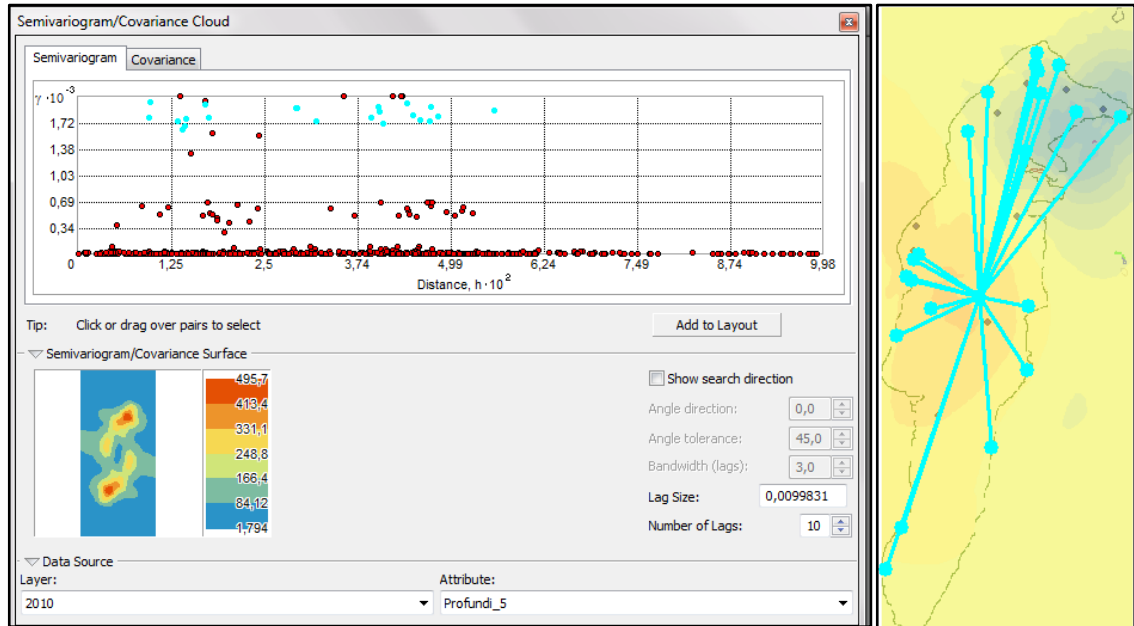 Semivariogram/Covariance Cloud
Semivariogram Covariance
γ · 10⁻³
1,72
1,38
1,03
0,69
0,34
0 1,25 2,5 3,74 4,99 6,24 7,49 8,74 9,98
Distance, h · 10²
Tip: Click or drag over pairs to select Add to Layout
Semivariogram/Covariance Surface
495,7
413,4
331,1
248,8
166,4
84,12
1,794
Show search direction
Angle direction: 0,0
Angle tolerance: 45,0
Bandwidth (lags): 3,0
Lag Size: 0,0099831
Number of Lags: 10
Data Source
Layer: Attribute:
2010 Profundi_5